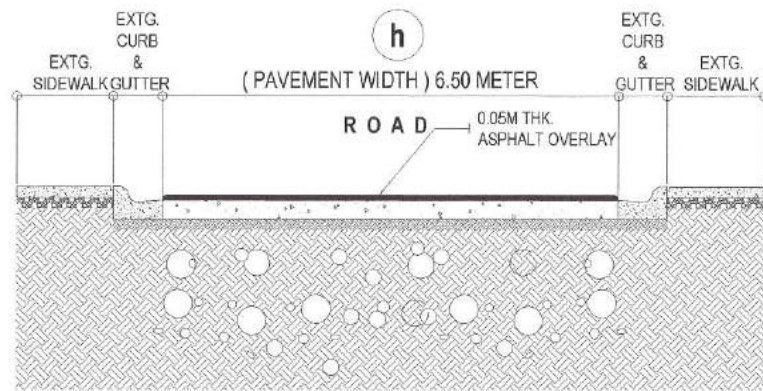 EXTG.
CURB
&
GUTTER
EXTG.
SIDEWALK
h
( PAVEMENT WIDTH ) 6.50 METER
EXTG.
CURB
&
GUTTER
EXTG.
SIDEWALK
ROAD
0.05M THK.
ASPHALT OVERLAY